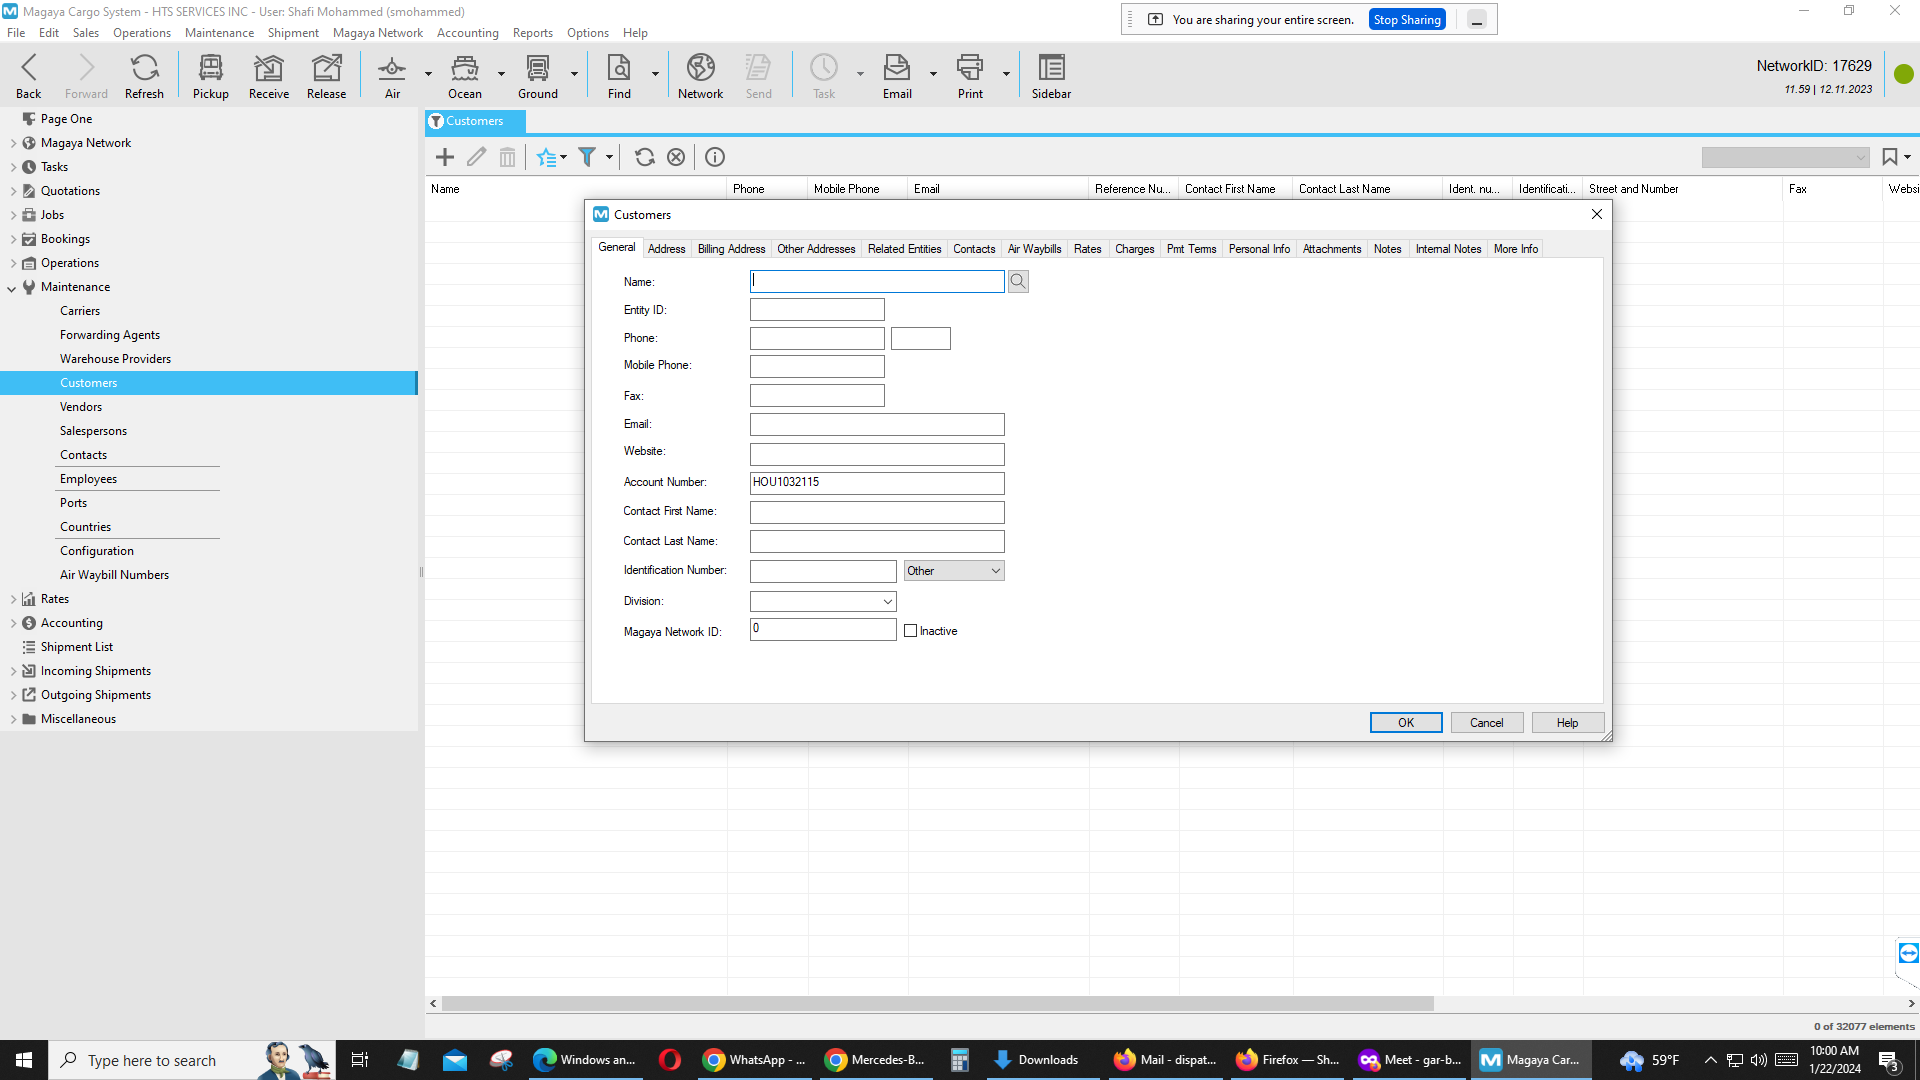 Magaya Cargo System - HTS SERVICES INC - User: Shafi Mohammed (smohammed)
You are sharing your entire screen. Stop Sharing
File Edit Sales Operations Maintenance Shipment Magaya Network Accounting Reports Options Help
Back Forward Refresh Pickup Receive Release Air Ocean Ground Find Network Send Task Email Print Sidebar
NetworkID: 17629
11.59 | 12.11.2023
Page One
Magaya Network
Tasks
Quotations
Jobs
Bookings
Operations
Maintenance
Carriers
Forwarding Agents
Warehouse Providers
Customers
Vendors
Salespersons
Contacts
Employees
Ports
Countries
Configuration
Air Waybill Numbers
Rates
Accounting
Shipment List
Incoming Shipments
Outgoing Shipments
Miscellaneous
Customers
Name Phone Mobile Phone Email Reference Nu... Contact First Name Contact Last Name Ident. nu... Identificati... Street and Number Fax Websi
Customers
General Address Billing Address Other Addresses Related Entities Contacts Air Waybills Rates Charges Pmt Terms Personal Info Attachments Notes Internal Notes More Info
Name:
Entity ID:
Phone:
Mobile Phone:
Fax:
Email:
Website:
Account Number: HOU1032115
Contact First Name:
Contact Last Name:
Identification Number: Other
Division:
Magaya Network ID: 0 Inactive
OK Cancel Help
0 of 32077 elements
Type here to search
Windows an...
WhatsApp - ...
Mercedes-B...
Downloads
Mail - dispat...
Firefox — Sh...
Meet - gar-b...
Magaya Car...
59°F
10:00 AM
1/22/2024
3